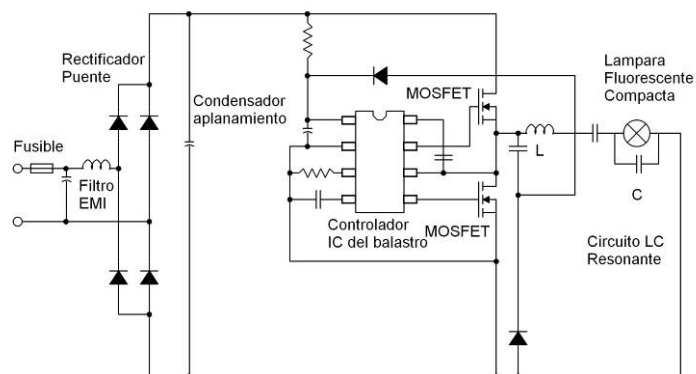 Rectificador
Puente
Fusible
Filtro
EMI
Condensador
aplanamiento
MOSFET
Controlador
IC del balastro
MOSFET
L
Lampara
Fluorescente
Compacta
C
Circuito LC
Resonante